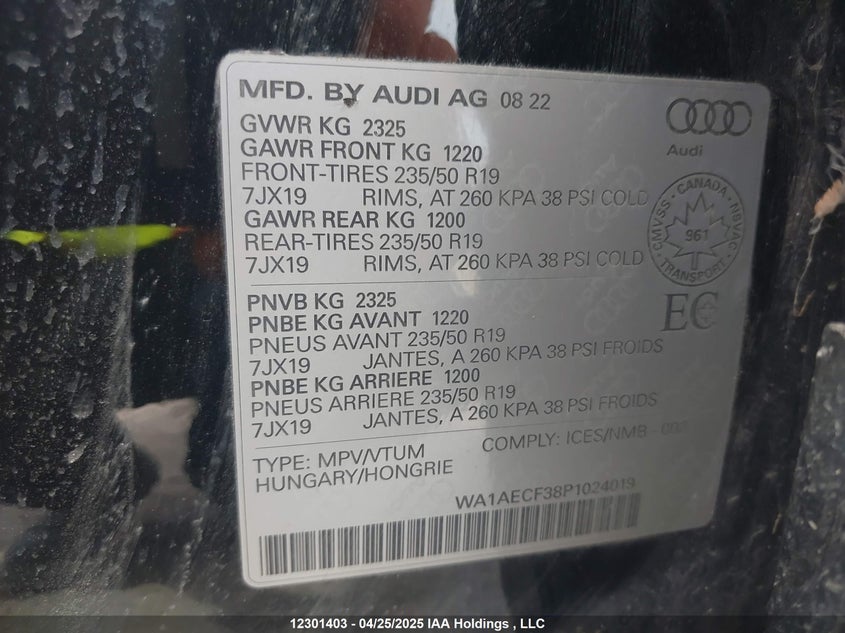 MFD. BY AUDI AG 08 22
Audi
GVWR KG 2325
GAWR FRONT KG 1220
FRONT-TIRES 235/50 R19
7JX19 RIMS, AT 260 KPA 38 PSI COLD
GAWR REAR KG 1200
REAR-TIRES 235/50 R19
7JX19 RIMS, AT 260 KPA 38 PSI COLD
CANADA
CMVSS
NSVAC
961
TRANSPORT
EC
PNVB KG 2325
PNBE KG AVANT 1220
PNEUS AVANT 235/50 R19
7JX19 JANTES, A 260 KPA 38 PSI FROIDS
PNBE KG ARRIERE 1200
PNEUS ARRIERE 235/50 R19
7JX19 JANTES, A 260 KPA 38 PSI FROIDS
TYPE: MPV/VTUM COMPLY: ICES/NMB -
HUNGARY/HONGRIE
WA1AECF38P1024019
12301403 - 04/25/2025 IAA Holdings , LLC